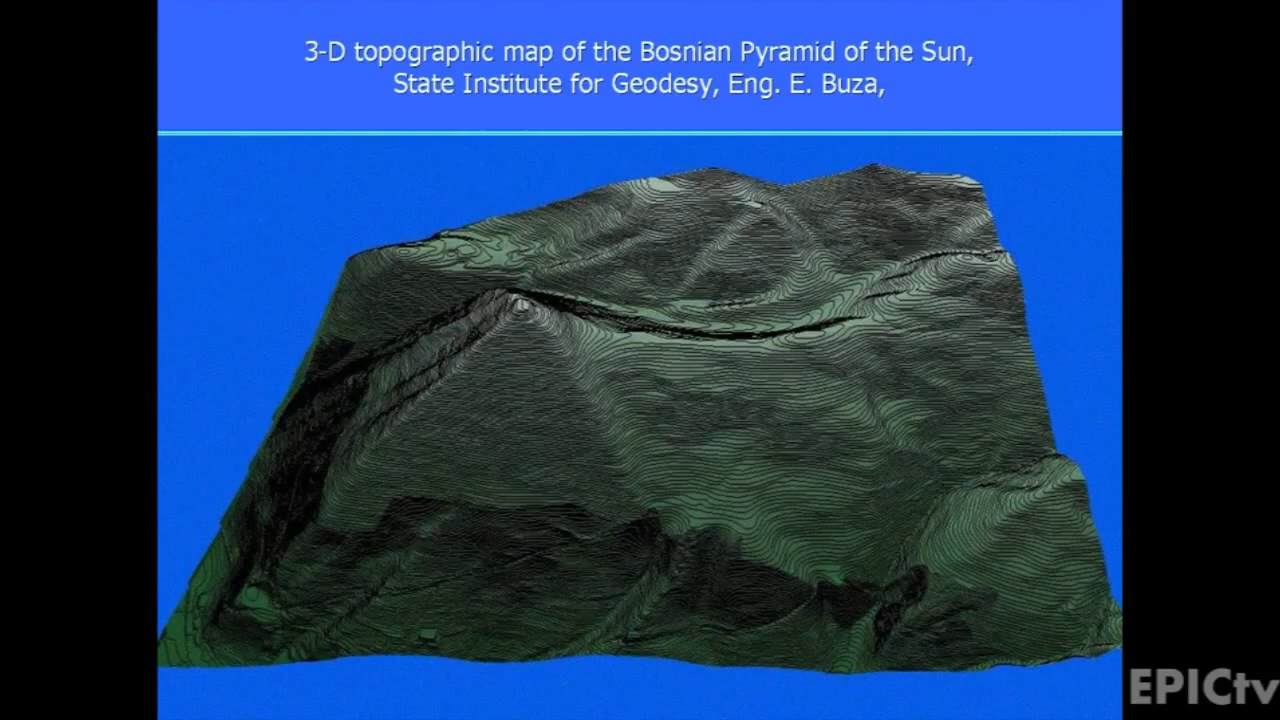 3-D topographic map of the Bosnian Pyramid of the Sun,
State Institute for Geodesy, Eng. E. Buza,
EPICtv